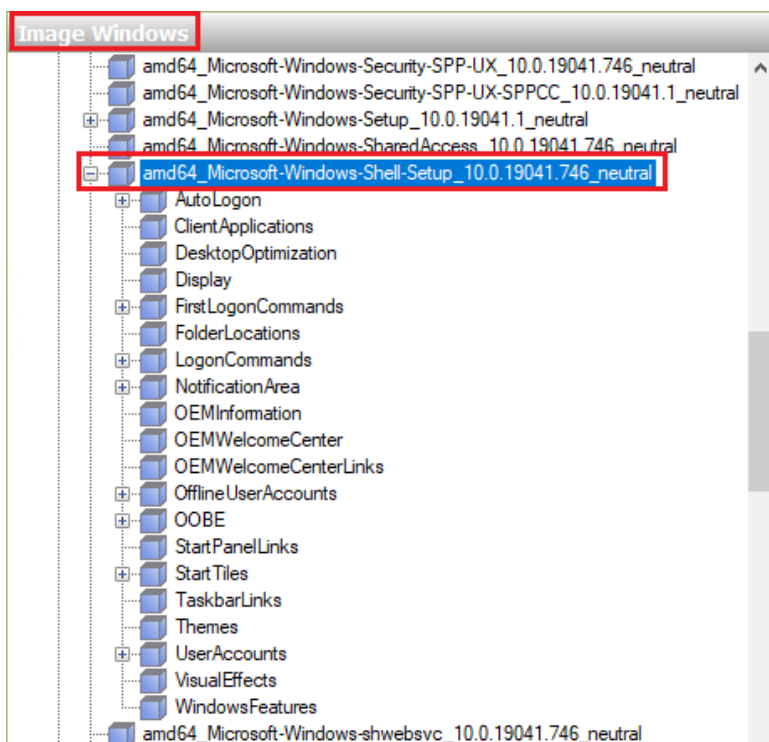 Image Windows
amd64_Microsoft-Windows-Security-SPP-UX_10.0.19041.746_neutral
amd64_Microsoft-Windows-Security-SPP-UX-SPPCC_10.0.19041.1_neutral
amd64_Microsoft-Windows-Setup_10.0.19041.1_neutral
amd64_Microsoft-Windows-SharedAccess_10.0.19041.746_neutral
amd64_Microsoft-Windows-Shell-Setup_10.0.19041.746_neutral
AutoLogon
ClientApplications
DesktopOptimization
Display
FirstLogonCommands
FolderLocations
LogonCommands
NotificationArea
OEMInformation
OEMWelcomeCenter
OEMWelcomeCenterLinks
OfflineUserAccounts
OOBE
StartPanelLinks
StartTiles
TaskbarLinks
Themes
UserAccounts
VisualEffects
WindowsFeatures
amd64_Microsoft-Windows-shwebsvc_10.0.19041.746_neutral